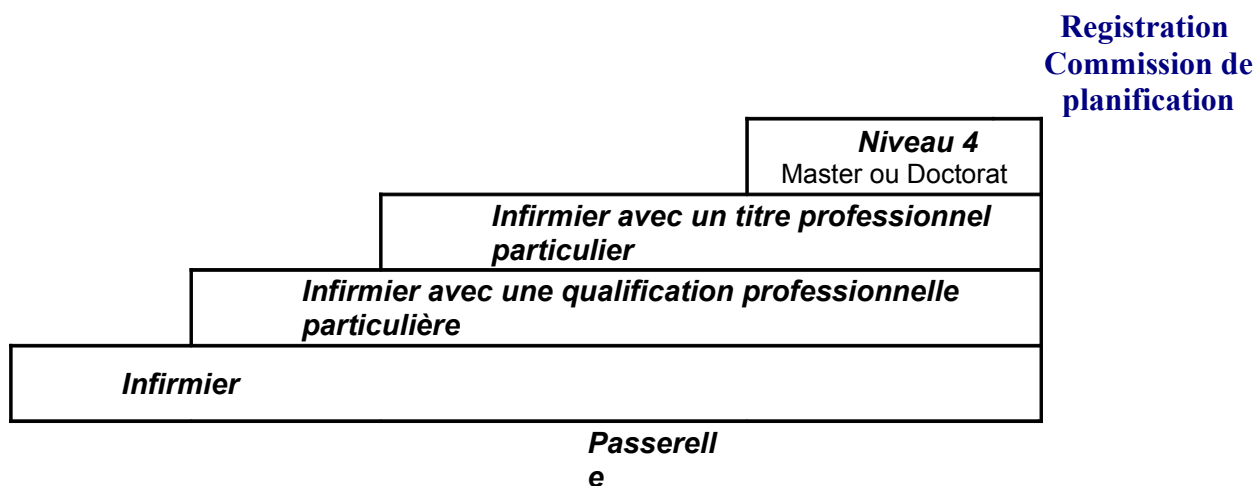 Registration
Commission de
planification
Niveau 4
Master ou Doctorat
Infirmier avec un titre professionnel
particulier
Infirmier avec une qualification professionnelle
particulière
Infirmier
Passerell
e